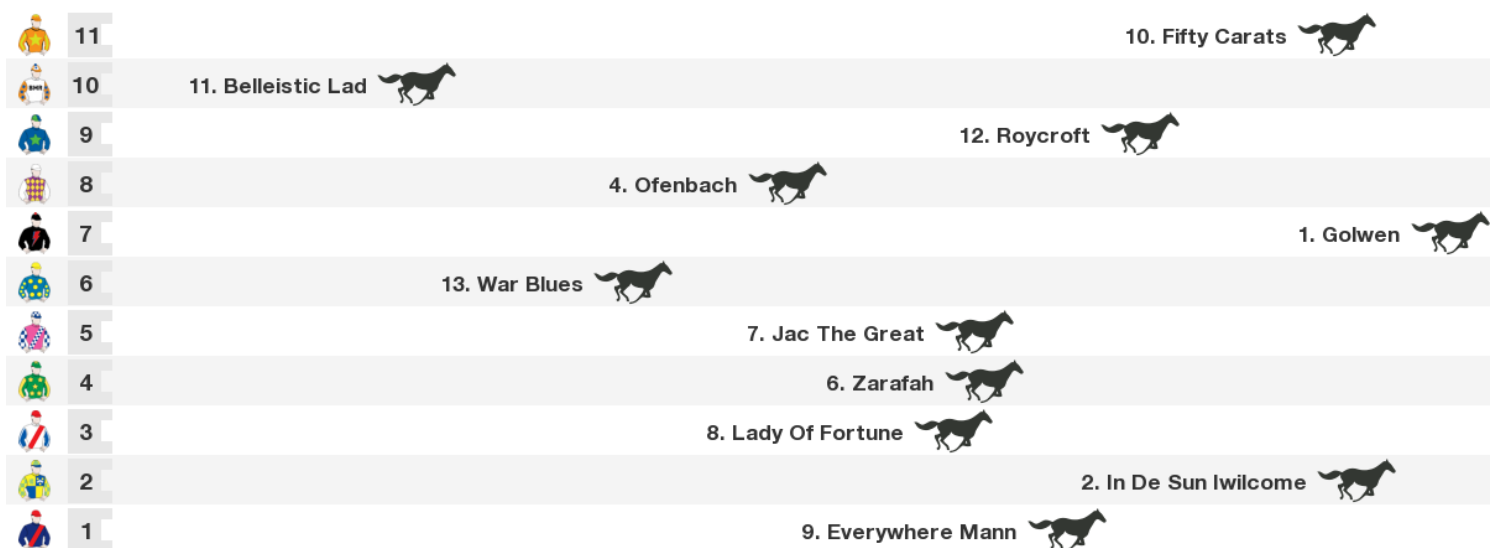 11 10. Fifty Carats
10 11. Belleistic Lad
9 12. Roycroft
8 4. Ofenbach
7 1. Golwen
6 13. War Blues
5 7. Jac The Great
4 6. Zarafah
3 8. Lady Of Fortune
2 2. In De Sun Iwilcome
1 9. Everywhere Mann